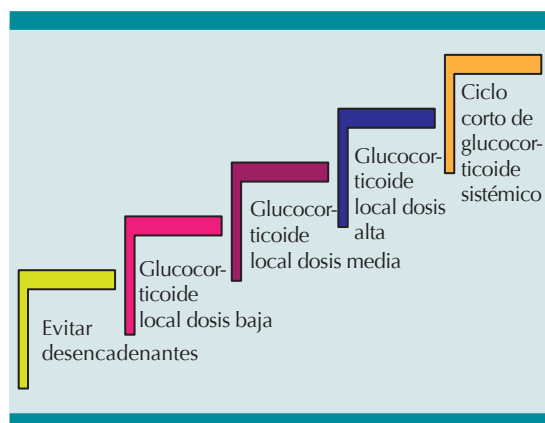 Evitar
desencadenantes
Glucocor-
ticoide
local dosis baja
Glucocor-
ticoide
local dosis media
Glucocor-
ticoide
local dosis
alta
Ciclo
corto de
glucocor-
ticoide
sistémico